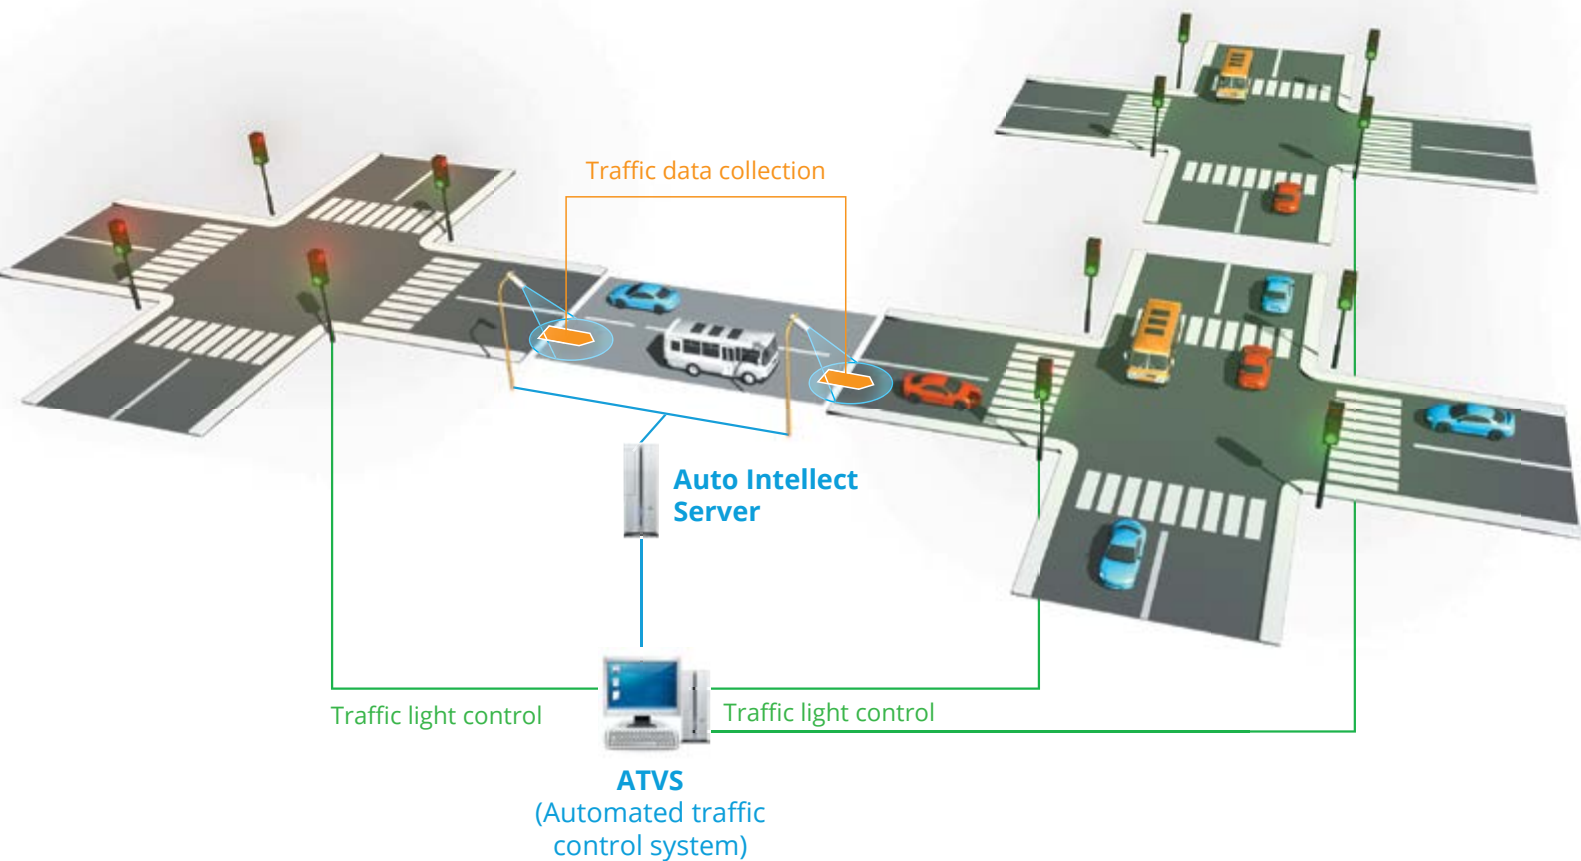 Traffic data collection
Auto Intellect
Server
Traffic light control
Traffic light control
ATVS
(Automated traffic
control system)